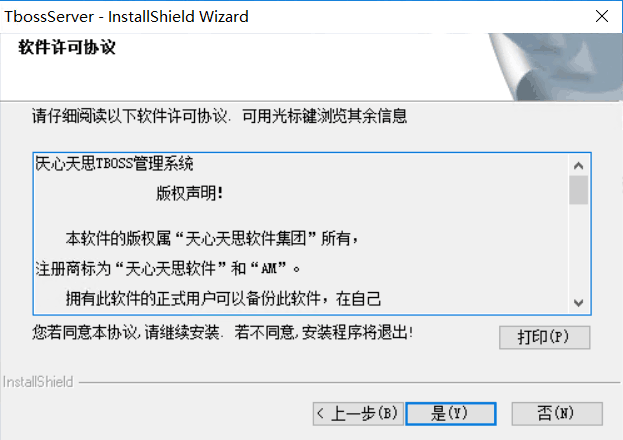 TbossServer - InstallShield Wizard
软件许可协议
请仔细阅读以下软件许可协议. 可用光标键浏览其余信息
天心天思TBOSS管理系统
版权声明!
本软件的版权属“天心天思软件集团”所有,
注册商标为“天心天思软件”和“AM”。
拥有此软件的正式用户可以备份此软件, 在自己
您若同意本协议,请继续安装. 若不同意,安装程序将退出!
打印(P)
InstallShield
< 上一步(B)
是(Y)
否(N)